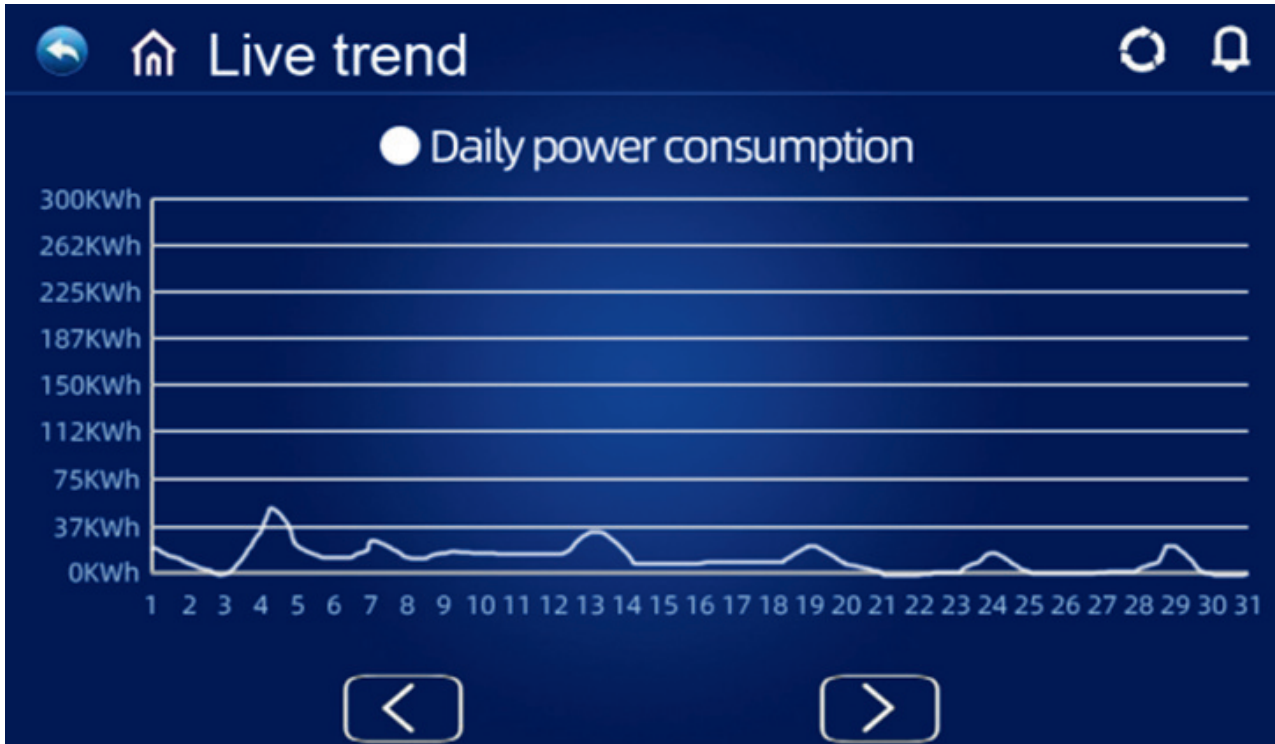 Live trend
Daily power consumption
300KWh
262KWh
225KWh
187KWh
150KWh
112KWh
75KWh
37KWh
0KWh
1 2 3 4 5 6 7 8 9 10 11 12 13 14 15 16 17 18 19 20 21 22 23 24 25 26 27 28 29 30 31